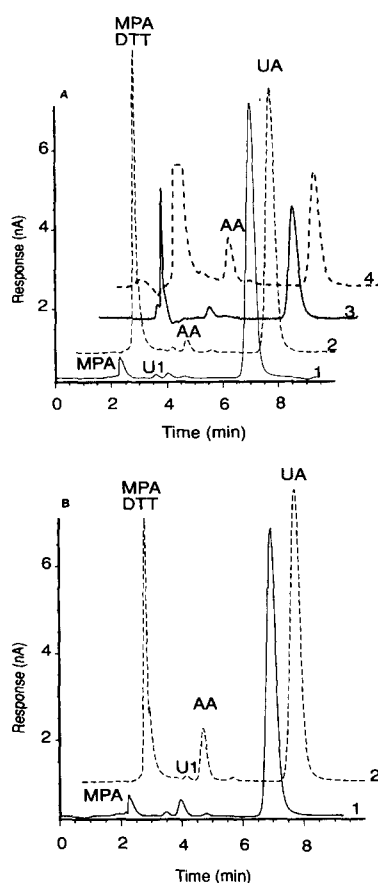 MPA
DTT
A
UA
6
AA
Response (nA)
4
4
3
2
AA
2
MPA
U1
1
0
2
4
6
8
Time (min)
B
MPA
DTT
UA
6
Response (nA)
4
AA
2
U1
2
MPA
1
0
2
4
6
8
Time (min)